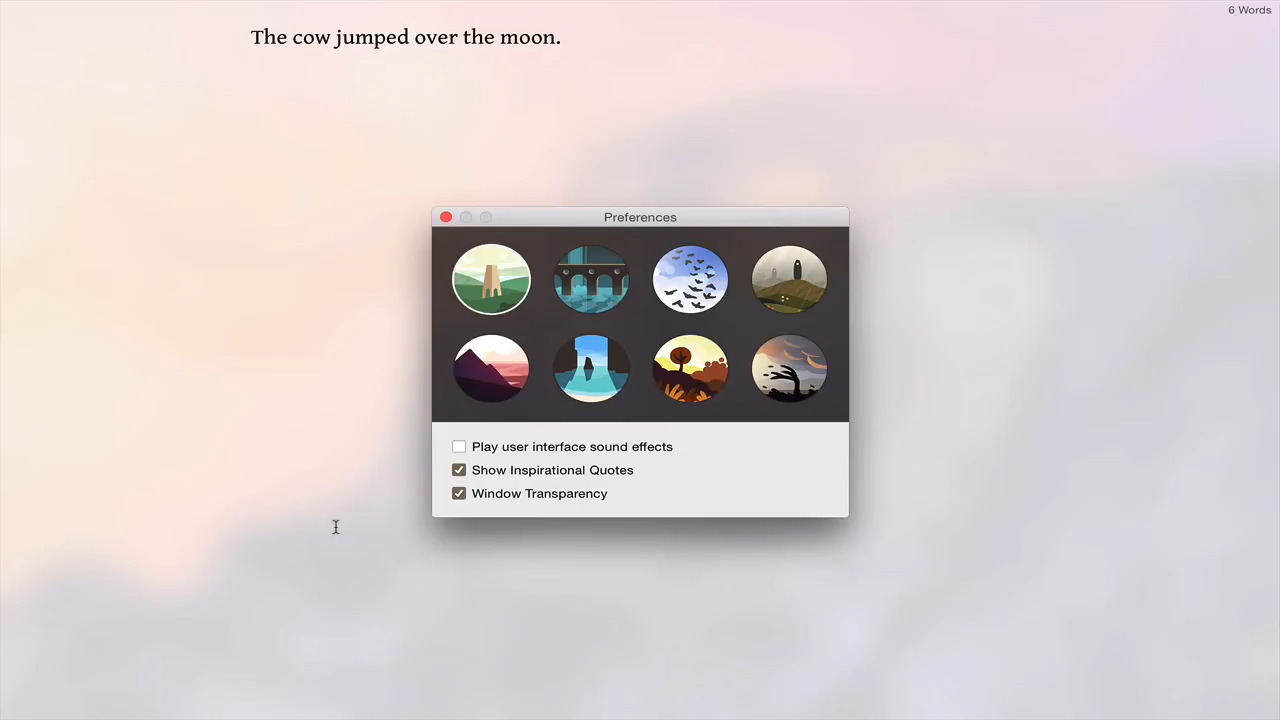 6 Words
The cow jumped over the moon.
Preferences
Play user interface sound effects
Show Inspirational Quotes
Window Transparency